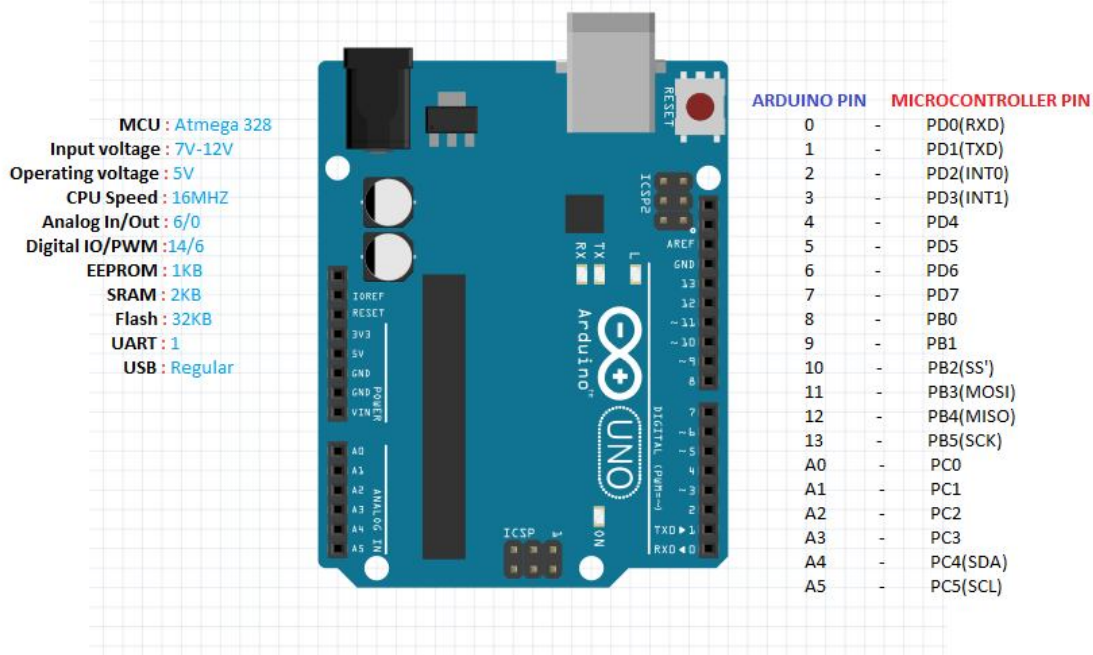 MCU : Atmega 328
Input voltage : 7V-12V
Operating voltage : 5V
CPU Speed : 16MHZ
Analog In/Out : 6/0
Digital IO/PWM :14/6
EEPROM : 1KB
SRAM : 2KB
Flash : 32KB
UART : 1
USB : Regular
RESET
ICSP2
AREF
GND
13
12
~11
~10
~9
8
7
~6
~5
4
~3
2
TXD ▶ 1
RXD ◀ 0
DIGITAL (PWM=~)
RX
TX
L
Arduino™
UNO
ON
ICSP
1
IOREF
RESET
3V3
5V
GND
GND
VIN
POWER
A0
A1
A2
A3
A4
A5
ANALOG IN
ARDUINO PIN MICROCONTROLLER PIN
0 - PD0(RXD)
1 - PD1(TXD)
2 - PD2(INT0)
3 - PD3(INT1)
4 - PD4
5 - PD5
6 - PD6
7 - PD7
8 - PB0
9 - PB1
10 - PB2(SS')
11 - PB3(MOSI)
12 - PB4(MISO)
13 - PB5(SCK)
A0 - PC0
A1 - PC1
A2 - PC2
A3 - PC3
A4 - PC4(SDA)
A5 - PC5(SCL)